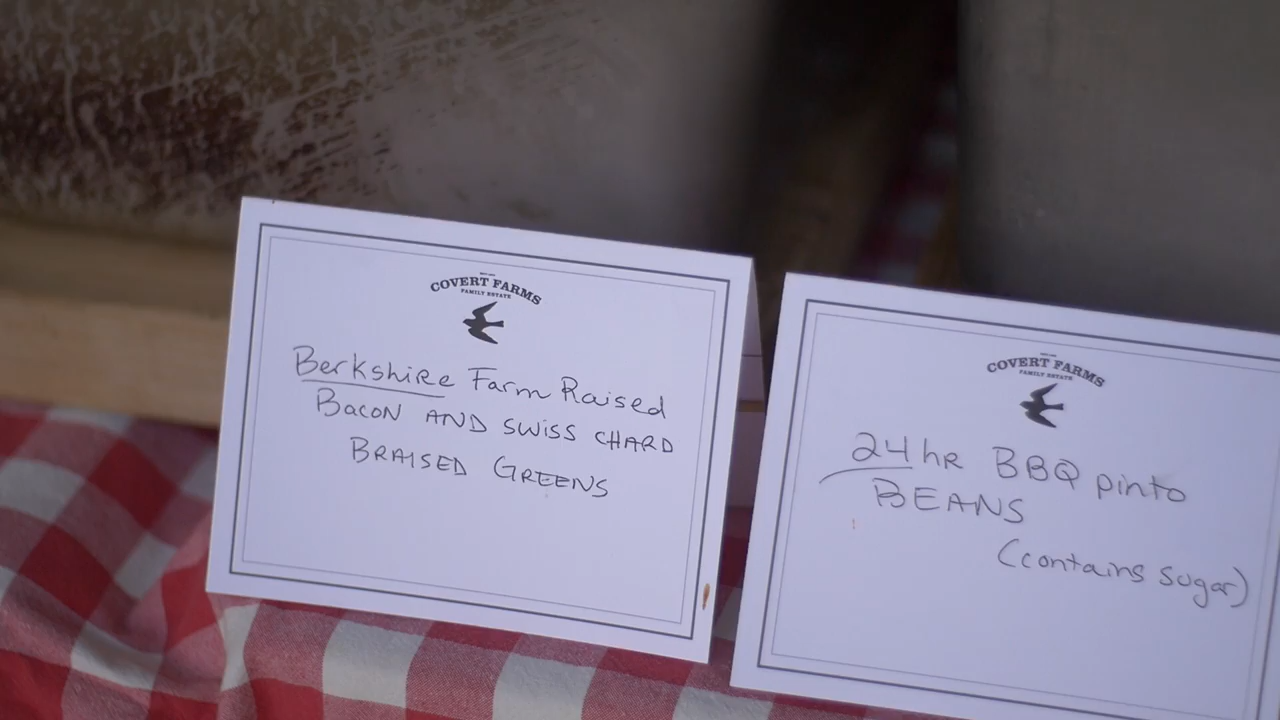 COVERT FARMS
FAMILY ESTATE
Berkshire Farm Raised
BACON AND SWISS CHARD
BRAISED GREENS
COVERT FARMS
FAMILY ESTATE
24hr BBQ pinto
BEANS
(contains sugar)